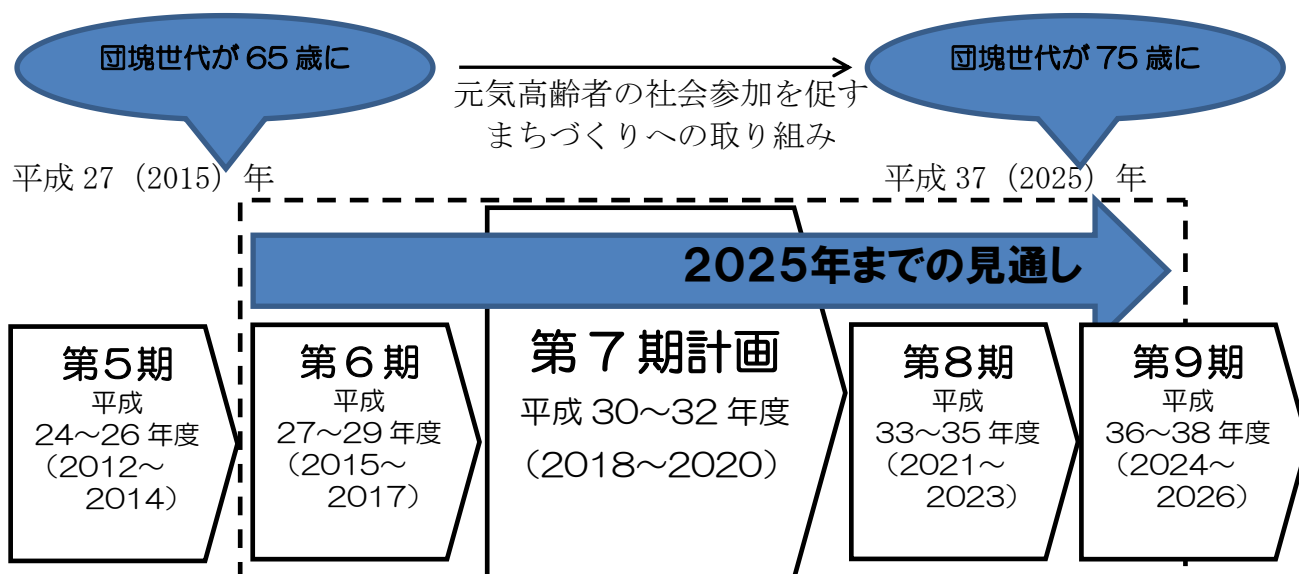 団塊世代が 65 歳に
団塊世代が 75 歳に
元気高齢者の社会参加を促す
まちづくりへの取り組み
平成 27（2015）年
平成 37（2025）年
2025年までの見通し
第5期
平成
24～26 年度
（2012～
2014）
第6期
平成
27～29 年度
（2015～
2017）
第7期計画
平成 30～32 年度
（2018～2020）
第8期
平成
33～35 年度
（2021～
2023）
第9期
平成
36～38 年度
（2024～
2026）